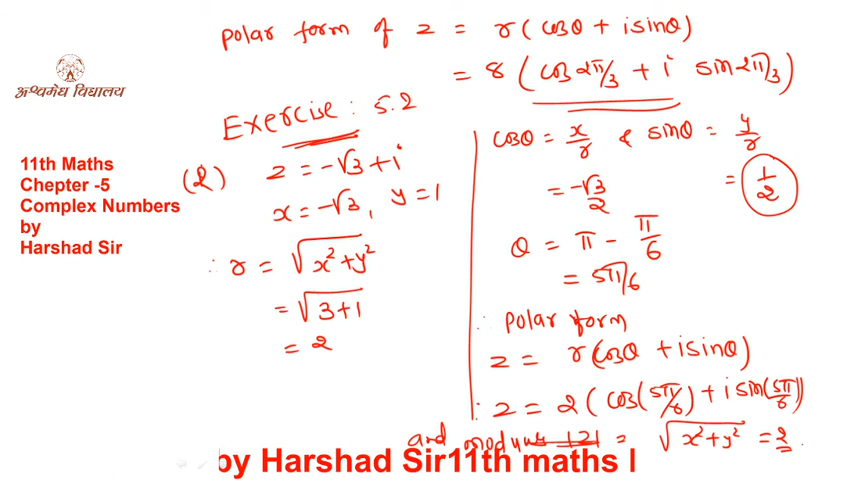 polar form of z = r(cosθ + isinθ)
= 8 (cos 2π/3 + i sin 2π/3)
अश्वमेध विद्यालय
11th Maths
Chepter -5
Complex Numbers
by
Harshad Sir
Exercise: 5.2
(2) z = -√3 + i
x = -√3, y = 1
∴ r = √x²+y²
= √3+1
= 2
cosθ = x/r & sinθ = y/r
= -√3/2 = 1/2
θ = π - π/6
= 5π/6
∴ polar form
z = r(cosθ + isinθ)
∴ z = 2 (cos(5π/6) + i sin(5π/6))
and = √x²+y² = 2
by Harshad Sir11th maths I